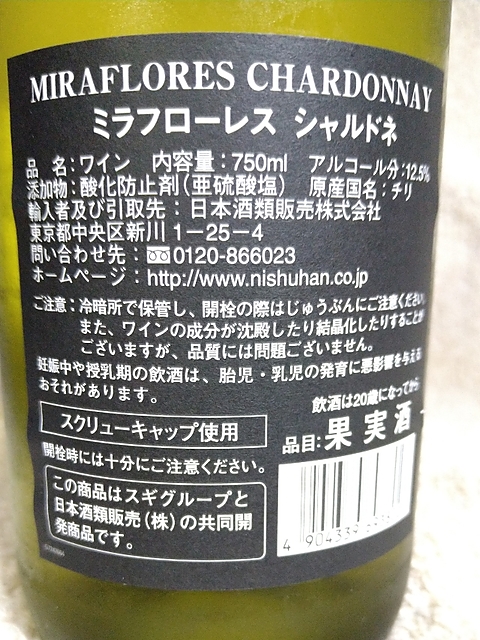 MIRAFLORES CHARDONNAY
ミラフローレス シャルドネ
品 名：ワイン 内容量：750ml アルコール分：12.5%
添加物：酸化防止剤（亜硫酸塩） 原産国名：チリ
輸入者及び引取先：日本酒類販売株式会社
東京都中央区新川1－25－4
問い合わせ先：0120-866023
ホームページ：http://www.nishuhan.co.jp
ご注意：冷暗所で保管し、開栓の際はじゅうぶんにご注意ください。
また、ワインの成分が沈殿したり結晶化したりすることが
ございますが、品質には問題ございません。
妊娠中や授乳期の飲酒は、胎児・乳児の発育に悪影響を与える
おそれがあります。
飲酒は20歳になってから
スクリューキャップ使用
品目：果実酒
開栓時には十分にご注意ください。
この商品はスギグループと
日本酒類販売（株）の共同開
発商品です。
4 904339